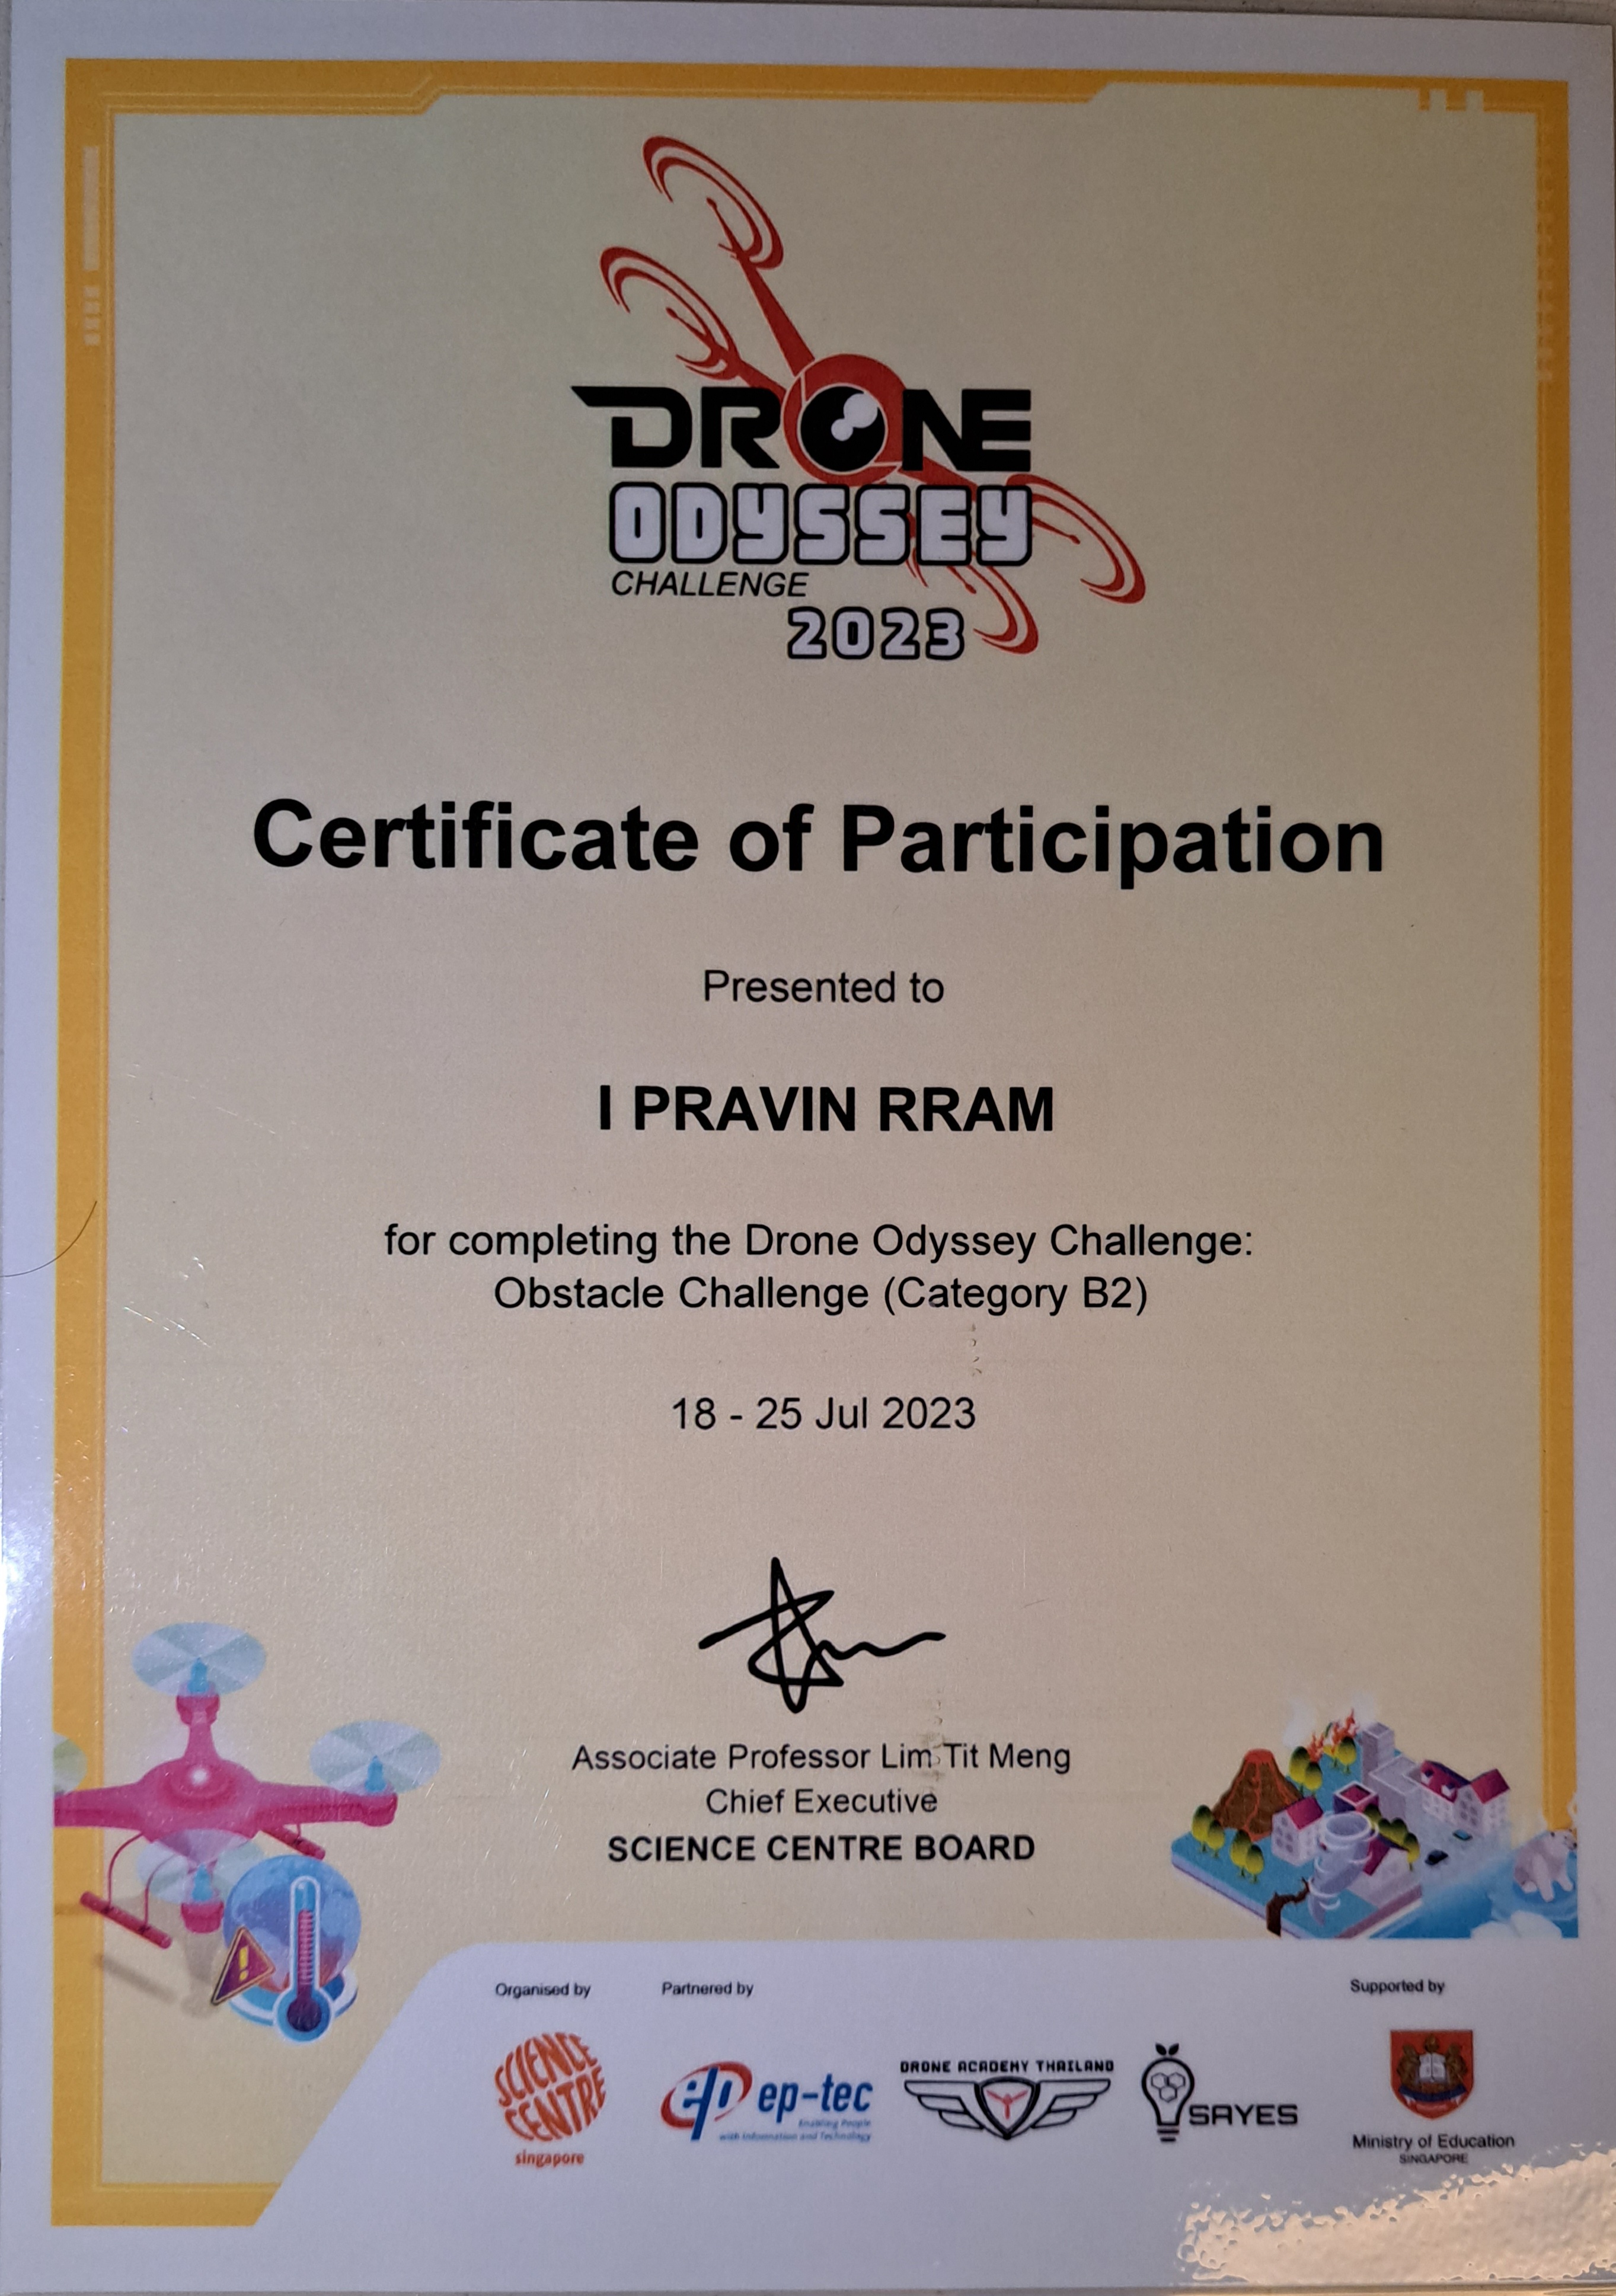 DRONE
ODYSSEY
CHALLENGE
2023
Certificate of Participation
Presented to
I PRAVIN RRAM
for completing the Drone Odyssey Challenge:
Obstacle Challenge (Category B2)
18 - 25 Jul 2023
Associate Professor Lim Tit Meng
Chief Executive
SCIENCE CENTRE BOARD
Organised by
Partnered by
Supported by
SCIENCE
CENTRE
singapore
ep ep-tec
Enabling People
with Information and Technology
DRONE ACADEMY THAILAND
SAYES
Ministry of Education
SINGAPORE